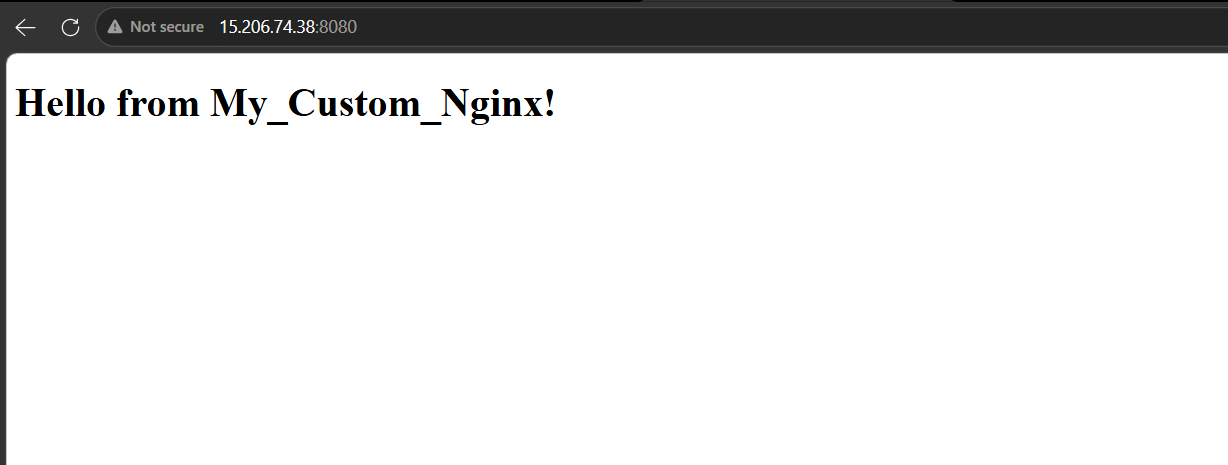 Not secure 15.206.74.38:8080
Hello from My_Custom_Nginx!